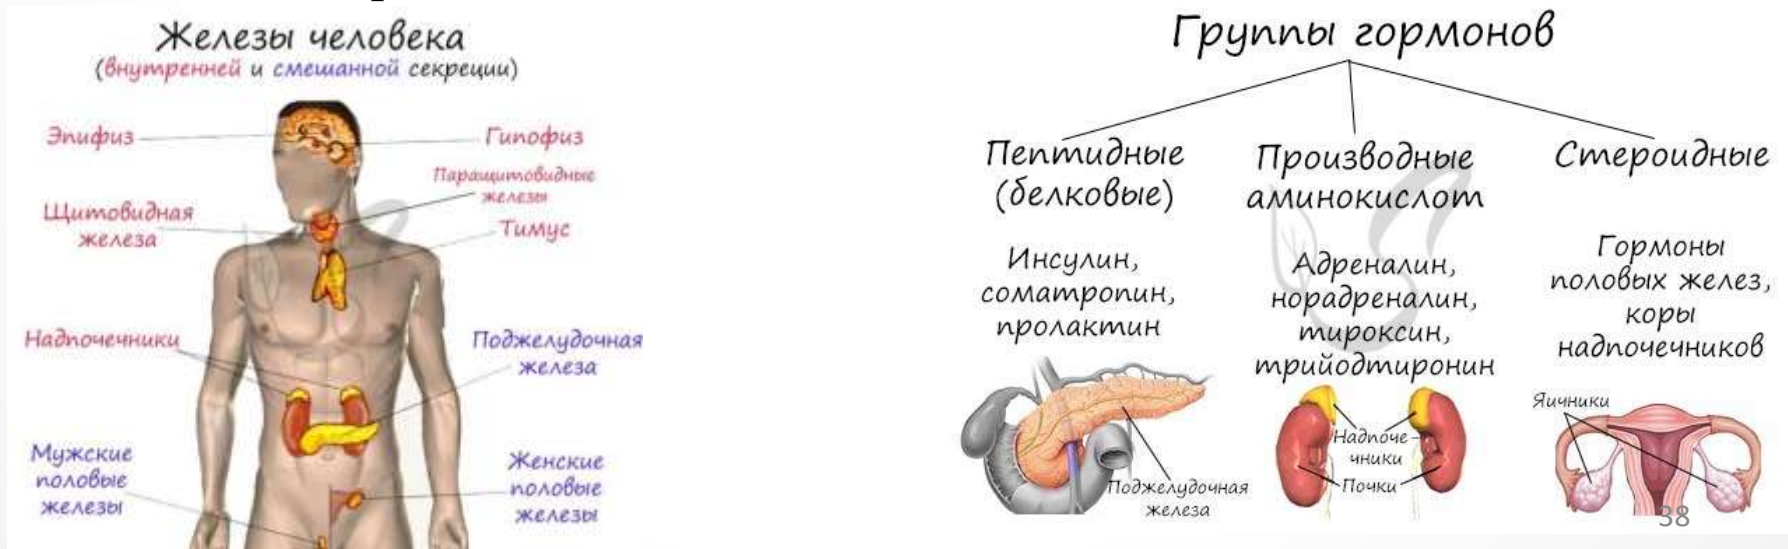 Железы человека
(внутренней и смешанной секреции)
Эпифиз
Гипофиз
Паращитовидные
железы
Щитовидная
железа
Тимус
Надпочечники
Поджелудочная
железа
Мужские
половые
железы
Женские
половые
железы
Группы гормонов
Пептидные
(белковые)
Инсулин,
соматропин,
пролактин
Поджелудочная
железа
Производные
аминокислот
Адреналин,
норадреналин,
тироксин,
трийодтиронин
Надпоче-
чники
Почки
Стероидные
Гормоны
половых желез,
коры
надпочечников
Яичники
38